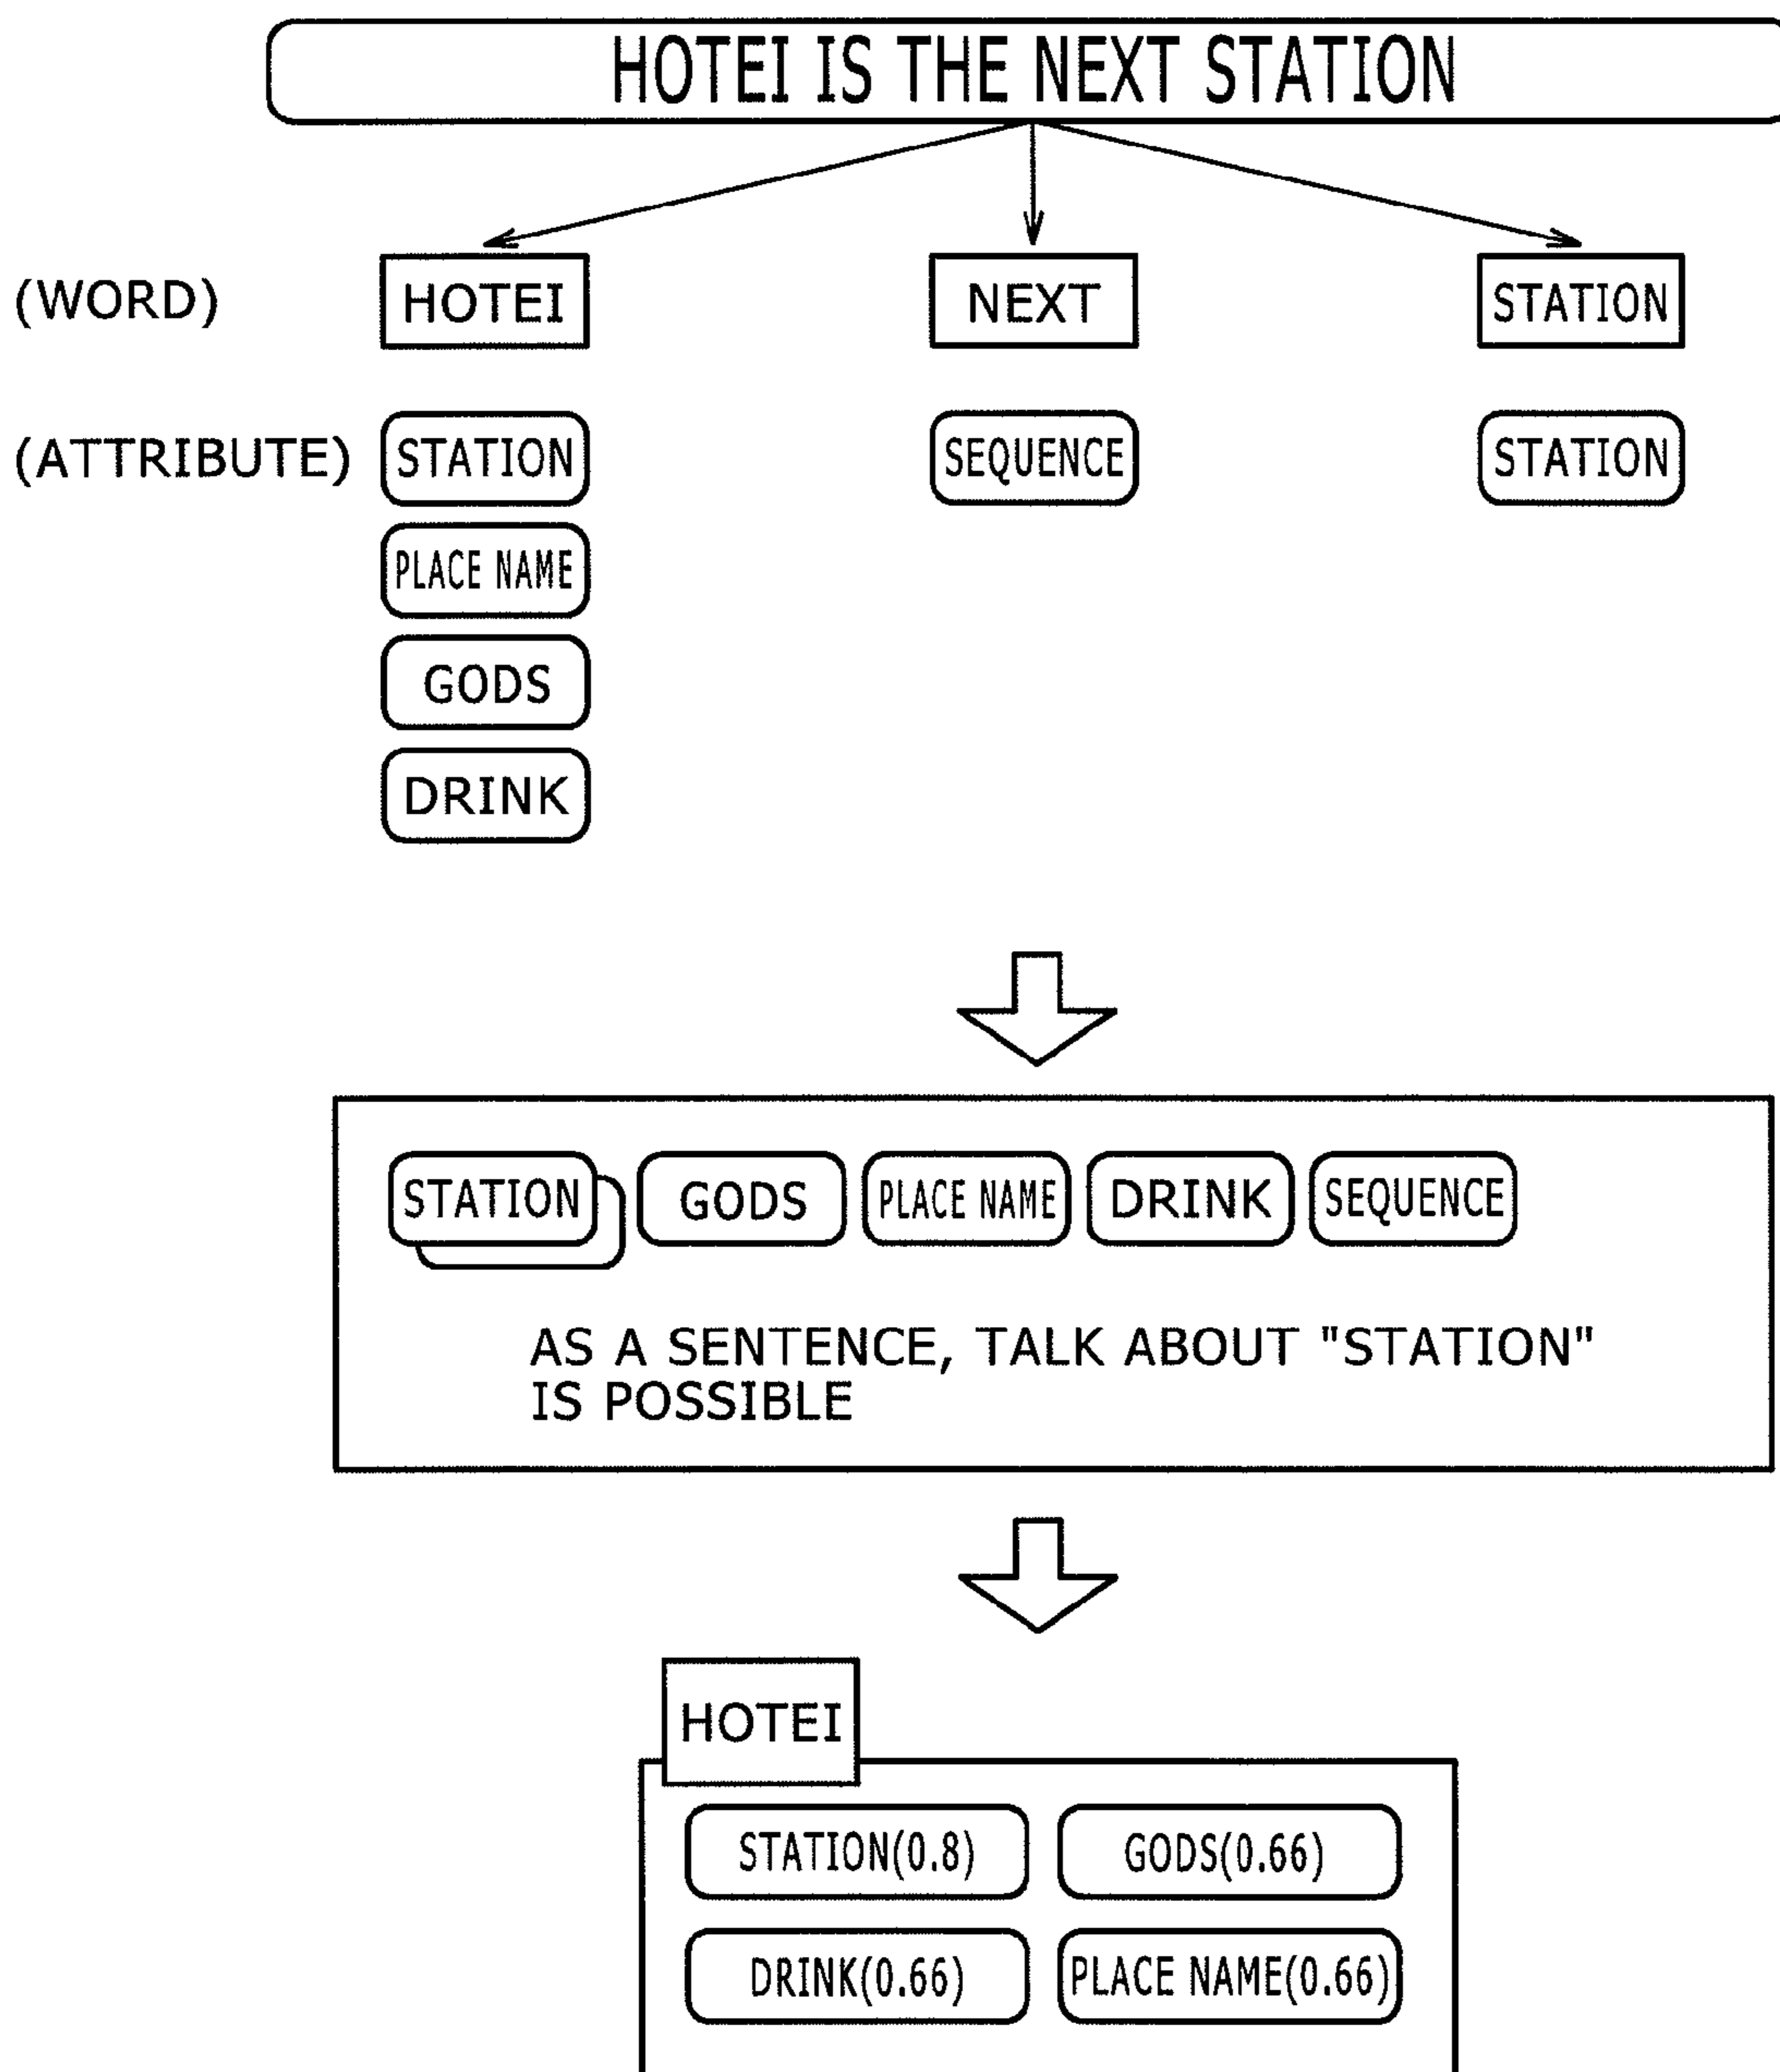 HOTEI IS THE NEXT STATION
(WORD) HOTEI NEXT STATION
(ATTRIBUTE) STATION SEQUENCE STATION
PLACE NAME
GODS
DRINK
STATION GODS PLACE NAME DRINK SEQUENCE
AS A SENTENCE, TALK ABOUT "STATION"
IS POSSIBLE
HOTEI
STATION(0.8) GODS(0.66)
DRINK(0.66) PLACE NAME(0.66)